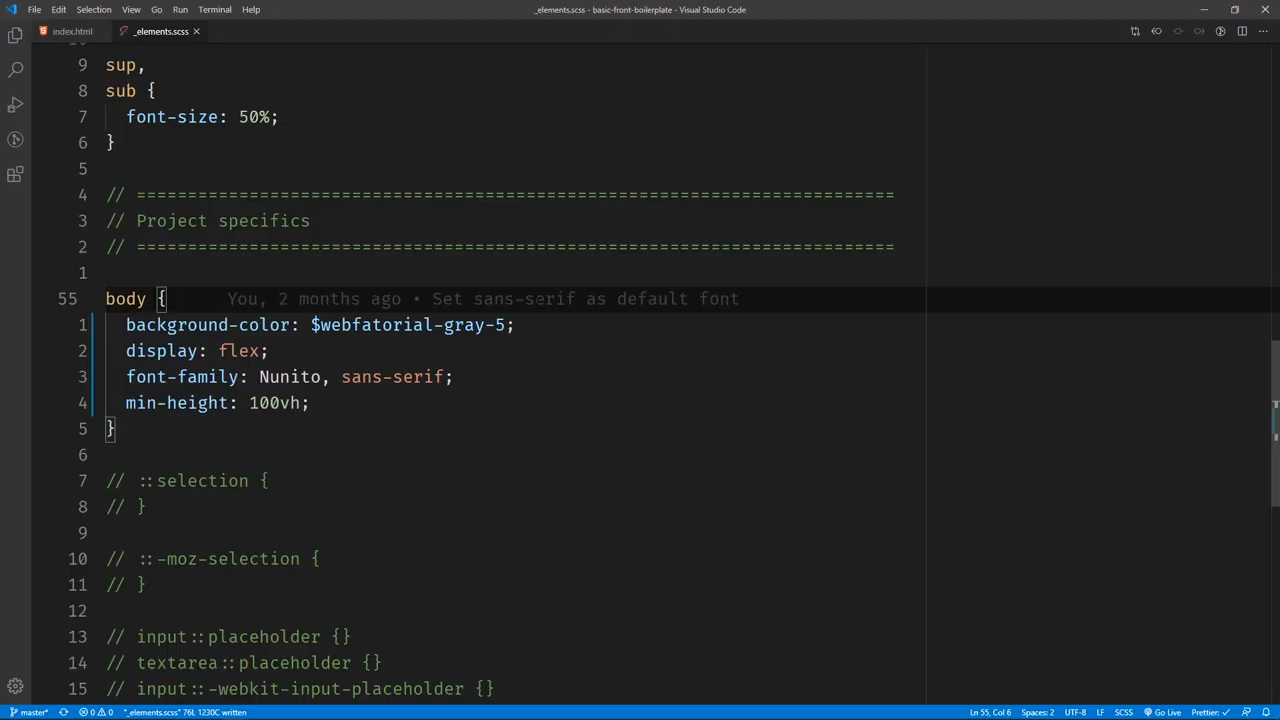 File Edit Selection View Go Run Terminal Help
_elements.scss - basic-front-boilerplate - Visual Studio Code
index.html
_elements.scss
9 sup,
8 sub {
7 font-size: 50%;
6 }
5
4 // ==========================================================================
3 // Project specifics
2 // ==========================================================================
1
55 body { You, 2 months ago • Set sans-serif as default font
1 background-color: $webfatorial-gray-5;
2 display: flex;
3 font-family: Nunito, sans-serif;
4 min-height: 100vh;
5 }
6
7 // ::selection {
8 // }
9
10 // ::-moz-selection {
11 // }
12
13 // input::placeholder {}
14 // textarea::placeholder {}
15 // input::-webkit-input-placeholder {}
master* 0 0 "_elements.scss" 76L 1230C written Ln 55, Col 6 Spaces: 2 UTF-8 LF SCSS Go Live Prettier: ✓